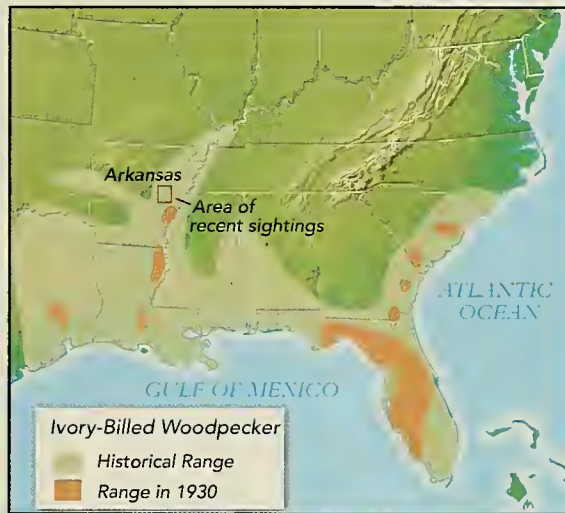 Arkansas
Area of
recent sightings
ATLANTIC
OCEAN
GULF OF MEXICO
Ivory-Billed Woodpecker
Historical Range
Range in 1930